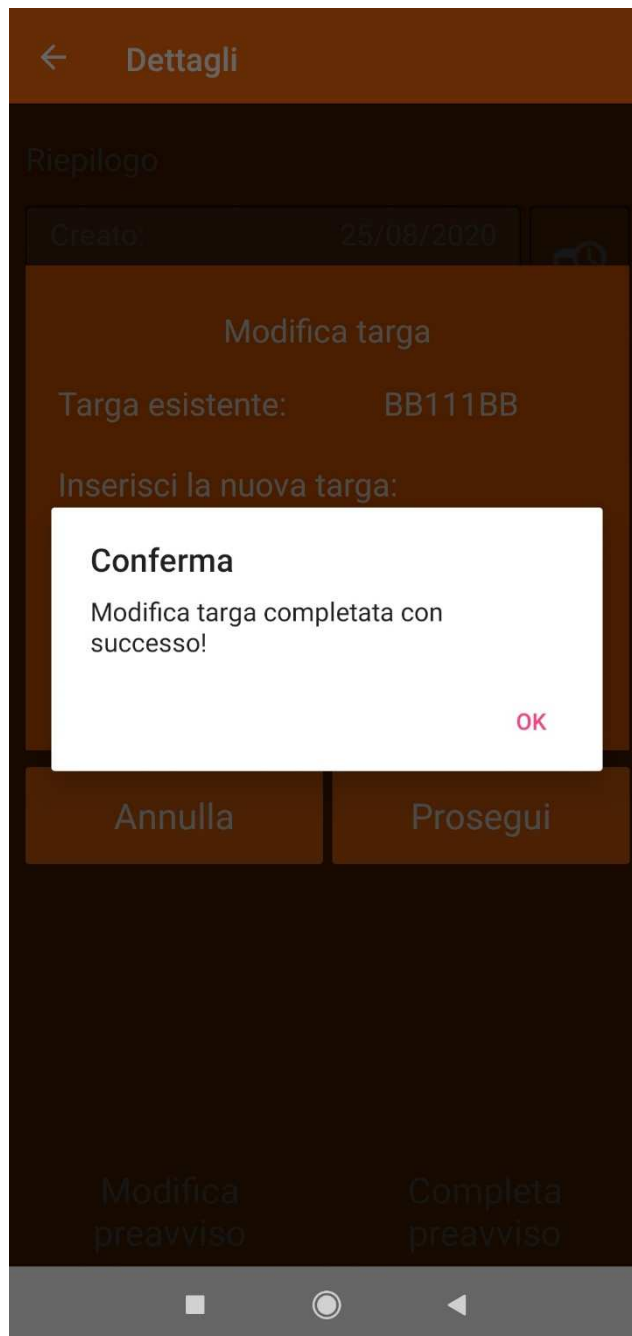 Dettagli
Riepilogo
Creato: 25/08/2020
Modifica targa
Targa esistente: BB111BB
Inserisci la nuova targa:
Conferma
Modifica targa completata con
successo!
OK
Annulla Prosegui
Modifica Completa
preavviso preavviso